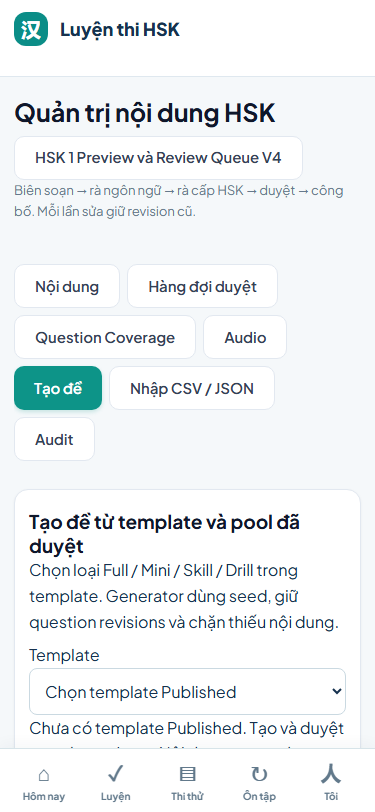 汉 Luyện thi HSK
Quản trị nội dung HSK
HSK 1 Preview và Review Queue V4
Biên soạn → rà ngôn ngữ → rà cấp HSK → duyệt → công
bố. Mỗi lần sửa giữ revision cũ.
Nội dung Hàng đợi duyệt
Question Coverage Audio
Tạo đề Nhập CSV / JSON
Audit
Tạo đề từ template và pool đã
duyệt
Chọn loại Full / Mini / Skill / Drill trong
template. Generator dùng seed, giữ
question revisions và chặn thiếu nội dung.
Template
Chọn template Published
Chưa có template Published. Tạo và duyệt
Hôm nay Luyện Thi thử Ôn tập 人 Tôi